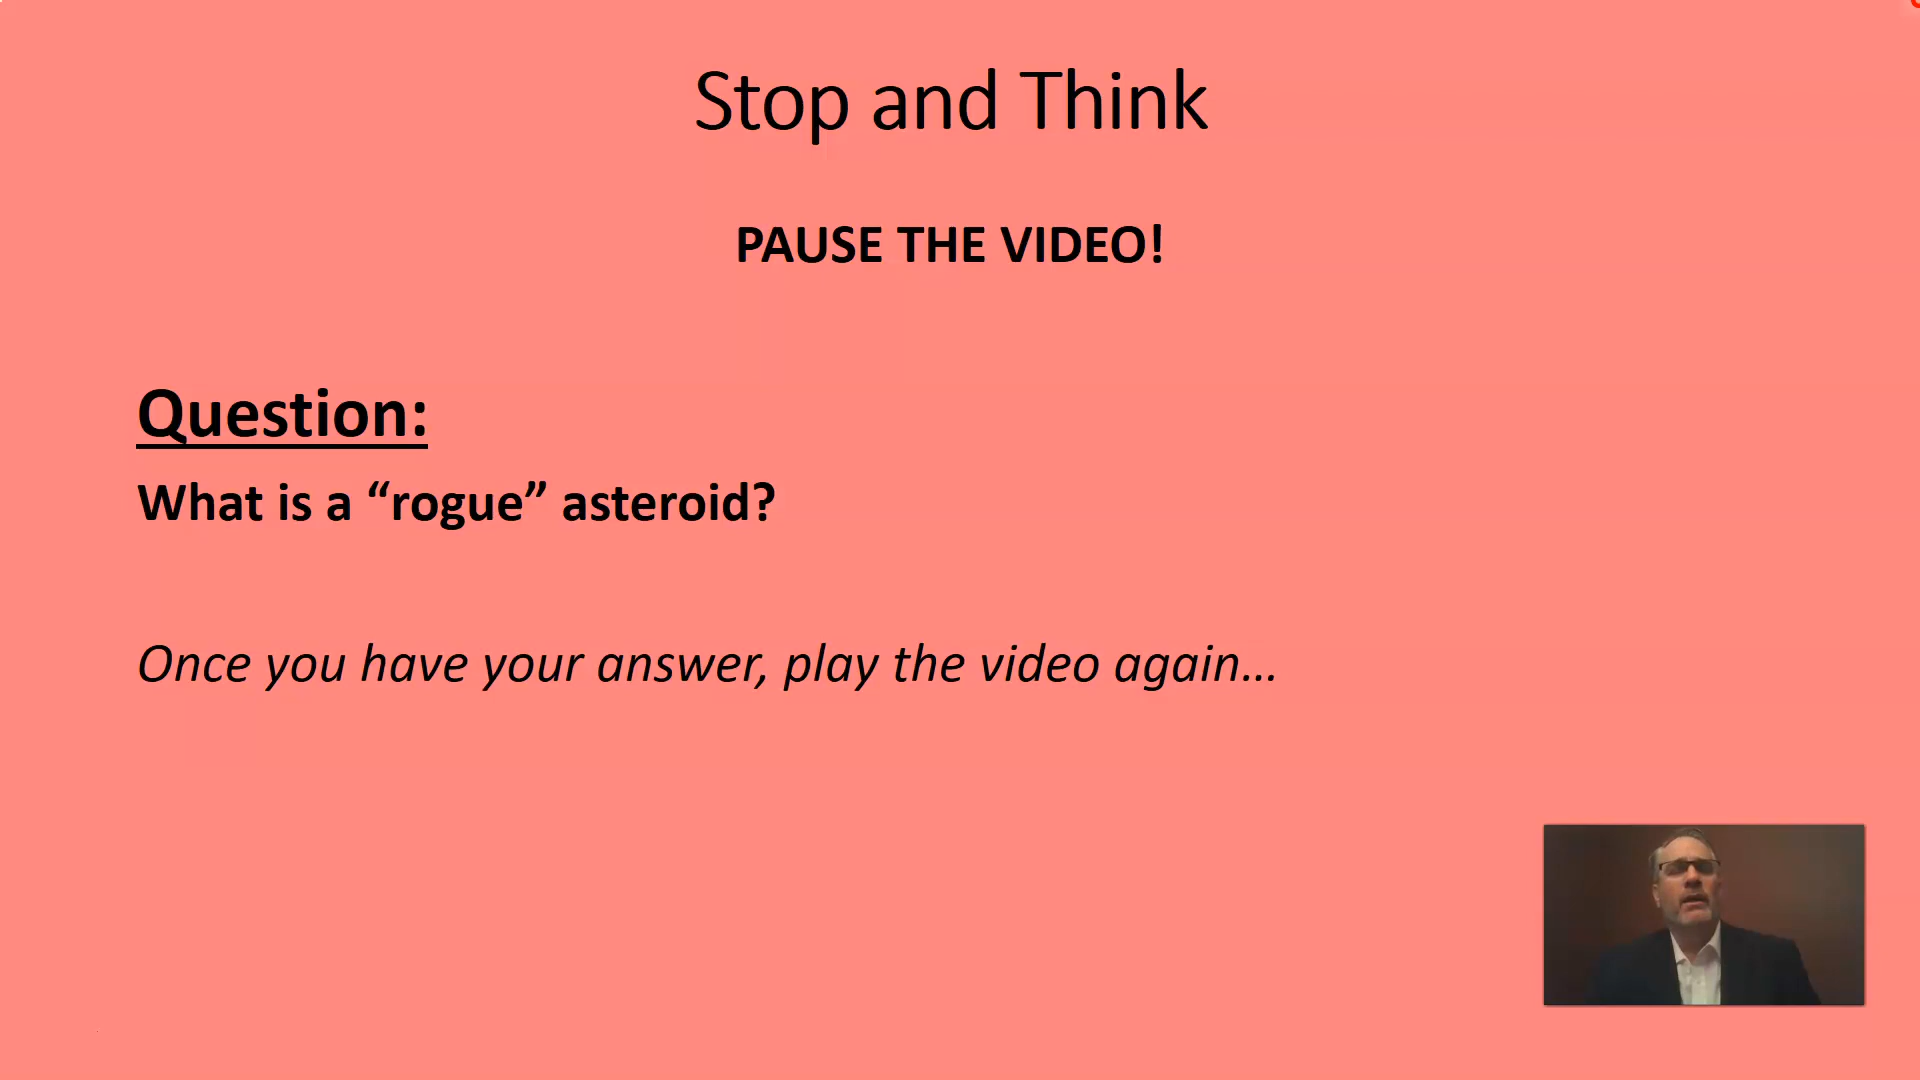 Stop and Think
PAUSE THE VIDEO!
Question:
What is a “rogue” asteroid?
Once you have your answer, play the video again…